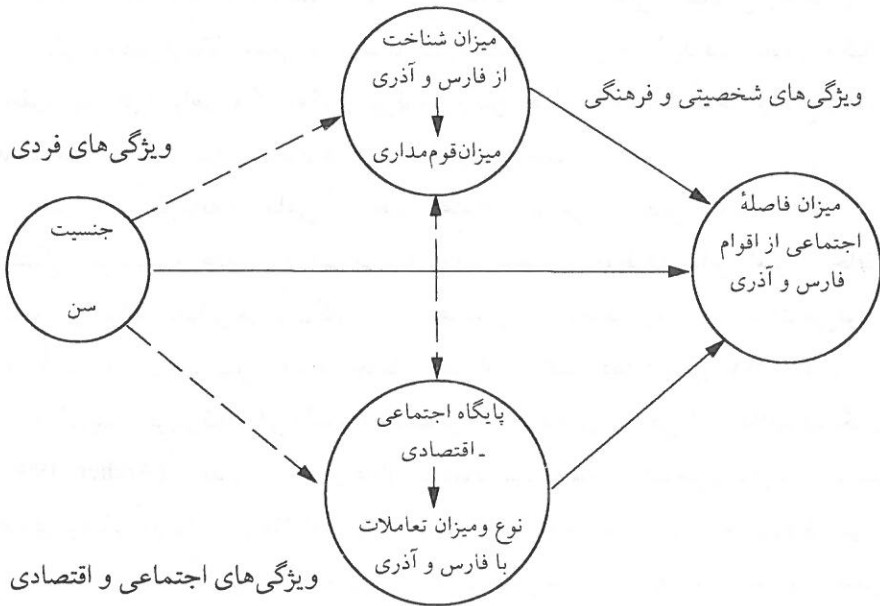 میزان شناخت
از فارس و آذری
میزان قوم‌مداری
ویژگی‌های شخصیتی و فرهنگی
ویژگی‌های فردی
جنسیت
سن
میزان فاصلهٔ
اجتماعی از اقوام
فارس و آذری
پایگاه اجتماعی
ـ اقتصادی
نوع ومیزان تعاملات
با فارس و آذری
ویژگی‌های اجتماعی و اقتصادی